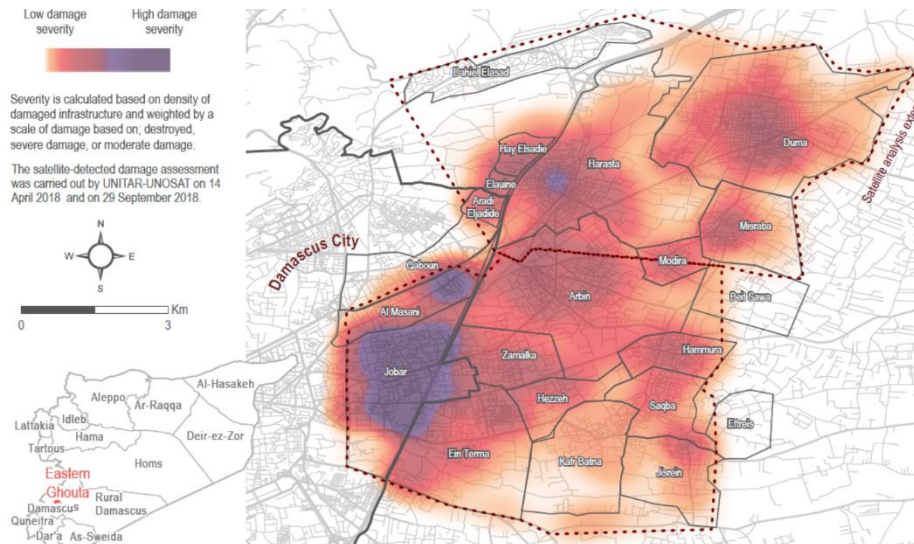 Low damage severity
High damage severity
Severity is calculated based on density of
damaged infrastructure and weighted by a
scale of damage based on; destroyed,
severe damage, or moderate damage.
The satellite-detected damage assessment
was carried out by UNITAR-UNOSAT on 14
April 2018 and on 29 September 2018.
N
W
E
S
Km
0
3
Al-Hasakeh
Aleppo
Ar-Raqqa
Lattakia
Idleb
Hama
Deir-ez-Zor
Tartous
Homs
Eastern
Ghouta
Rural
Damascus
Damascus
Quneitra
Dar'a
As-Sweida
Dahiet Elasad
Duma
Hay Elsadie
Harasta
Satellite analysis exte
Elauine
Aradi
Eljadide
Misraba
Damascus City
Qaboun
Modira
Arbin
Beit Sawa
Al Masani
Hammura
Zamalka
Jobar
Hezzeh
Saqba
Eftreis
Ein Terma
Kafr Batna
Jisrein